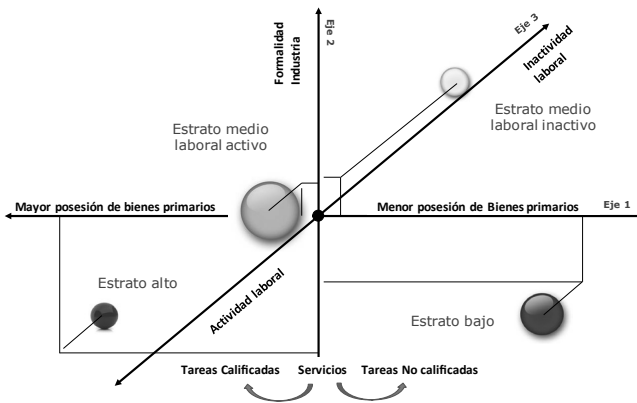 Eje 3
Inactividad
laboral
Formalidad
Industria
Eje 2
Estrato medio
laboral activo
Estrato medio
laboral inactivo
Mayor posesión de bienes primarios
Menor posesión de Bienes primarios
Eje 1
Estrato alto
Actividad laboral
Estrato bajo
Tareas Calificadas
Servicios
Tareas No calificadas